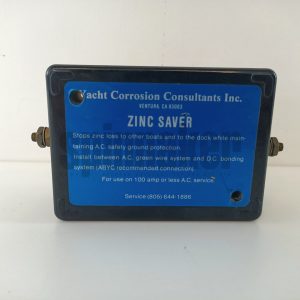 Yacht Corrosion Consultants Inc.
VENTURA, CA 93003
ZINC SAVER
Stops zinc loss to other boats and to the dock while main-
taining A.C. safety ground protection.
Install between A.C. green wire system and D.C. bonding
system (ABYC recommended connection).
For use on 100 amp or less A.C. service.
Service (805) 644-1886